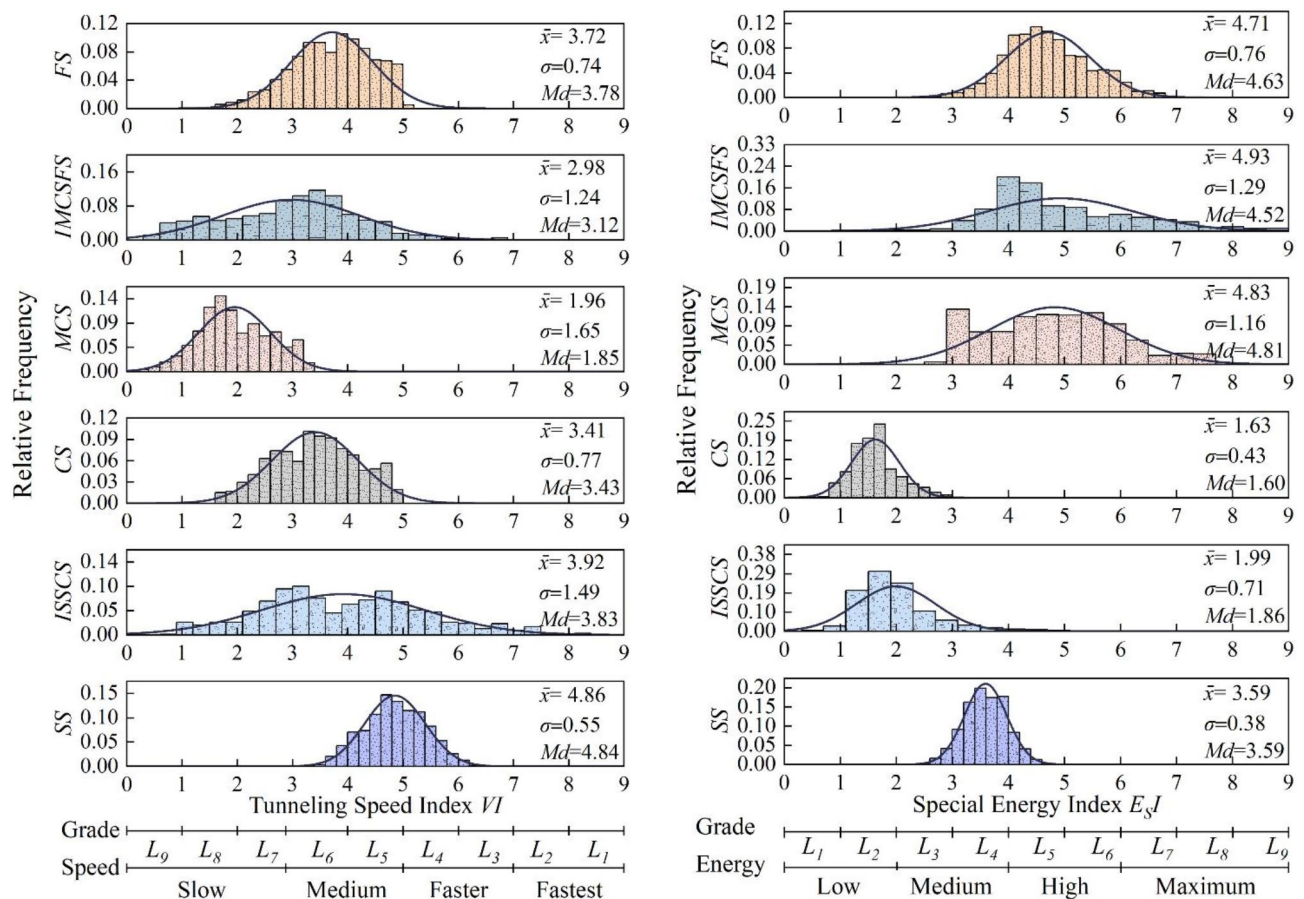 Relative Frequency
FS
0.12
0.08
0.04
0.00
x̄= 3.72
σ=0.74
Md=3.78
0 1 2 3 4 5 6 7 8 9
IMCSFS
0.16
0.08
0.00
x̄= 2.98
σ=1.24
Md=3.12
0 1 2 3 4 5 6 7 8 9
MCS
0.14
0.09
0.05
0.00
x̄= 1.96
σ=1.65
Md=1.85
0 1 2 3 4 5 6 7 8 9
CS
0.12
0.09
0.06
0.03
0.00
x̄= 3.41
σ=0.77
Md=3.43
0 1 2 3 4 5 6 7 8 9
ISSCS
0.14
0.10
0.05
0.00
x̄= 3.92
σ=1.49
Md=3.83
0 1 2 3 4 5 6 7 8 9
SS
0.15
0.10
0.05
0.00
x̄= 4.86
σ=0.55
Md=4.84
0 1 2 3 4 5 6 7 8 9
Tunneling Speed Index VI
Grade
L9 L8 L7 L6 L5 L4 L3 L2 L1
Speed
Slow Medium Faster Fastest
Relative Frequency
FS
0.12
0.08
0.04
0.00
x̄= 4.71
σ=0.76
Md=4.63
0 1 2 3 4 5 6 7 8 9
IMCSFS
0.33
0.24
0.16
0.08
0.00
x̄= 4.93
σ=1.29
Md=4.52
0 1 2 3 4 5 6 7 8 9
MCS
0.19
0.15
0.09
0.05
0.00
x̄= 4.83
σ=1.16
Md=4.81
0 1 2 3 4 5 6 7 8 9
CS
0.25
0.19
0.13
0.06
0.00
x̄= 1.63
σ=0.43
Md=1.60
0 1 2 3 4 5 6 7 8 9
ISSCS
0.38
0.29
0.19
0.10
0.00
x̄= 1.99
σ=0.71
Md=1.86
0 1 2 3 4 5 6 7 8 9
SS
0.20
0.15
0.10
0.05
0.00
x̄= 3.59
σ=0.38
Md=3.59
0 1 2 3 4 5 6 7 8 9
Special Energy Index ESI
Grade
L1 L2 L3 L4 L5 L6 L7 L8 L9
Energy
Low Medium High Maximum